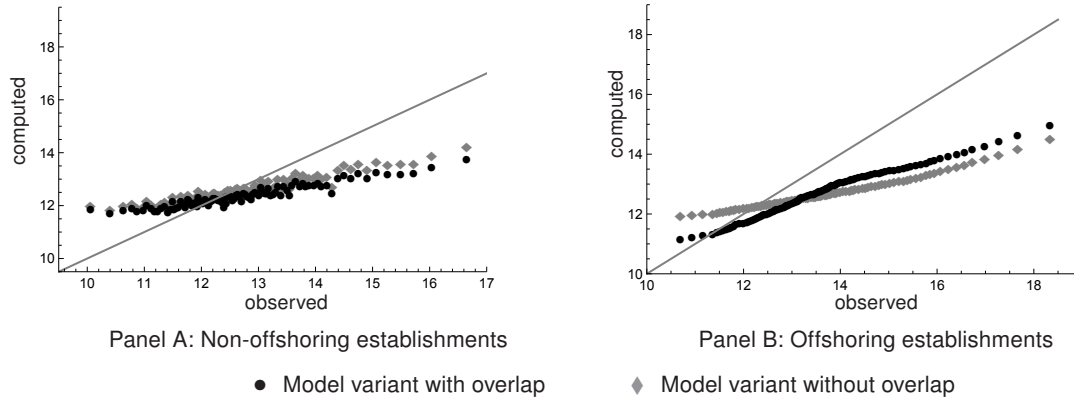 computed
18
16
14
12
10
10 11 12 13 14 15 16 17
observed
Panel A: Non-offshoring establishments
computed
18
16
14
12
10
10 12 14 16 18
observed
Panel B: Offshoring establishments
Model variant with overlap
Model variant without overlap